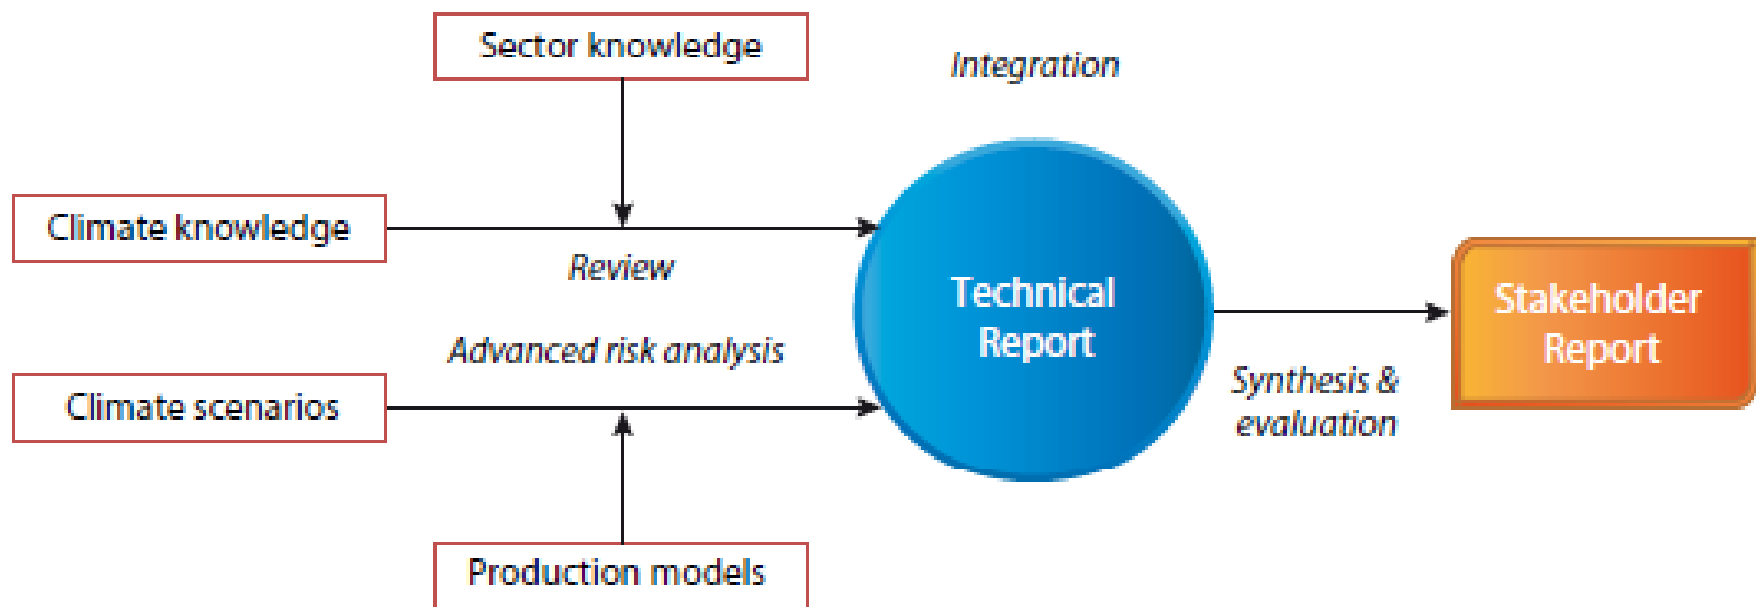 Sector knowledge
Integration
Climate knowledge
Review
Technical
Report
Stakeholder
Report
Advanced risk analysis
Climate scenarios
Synthesis &
evaluation
Production models